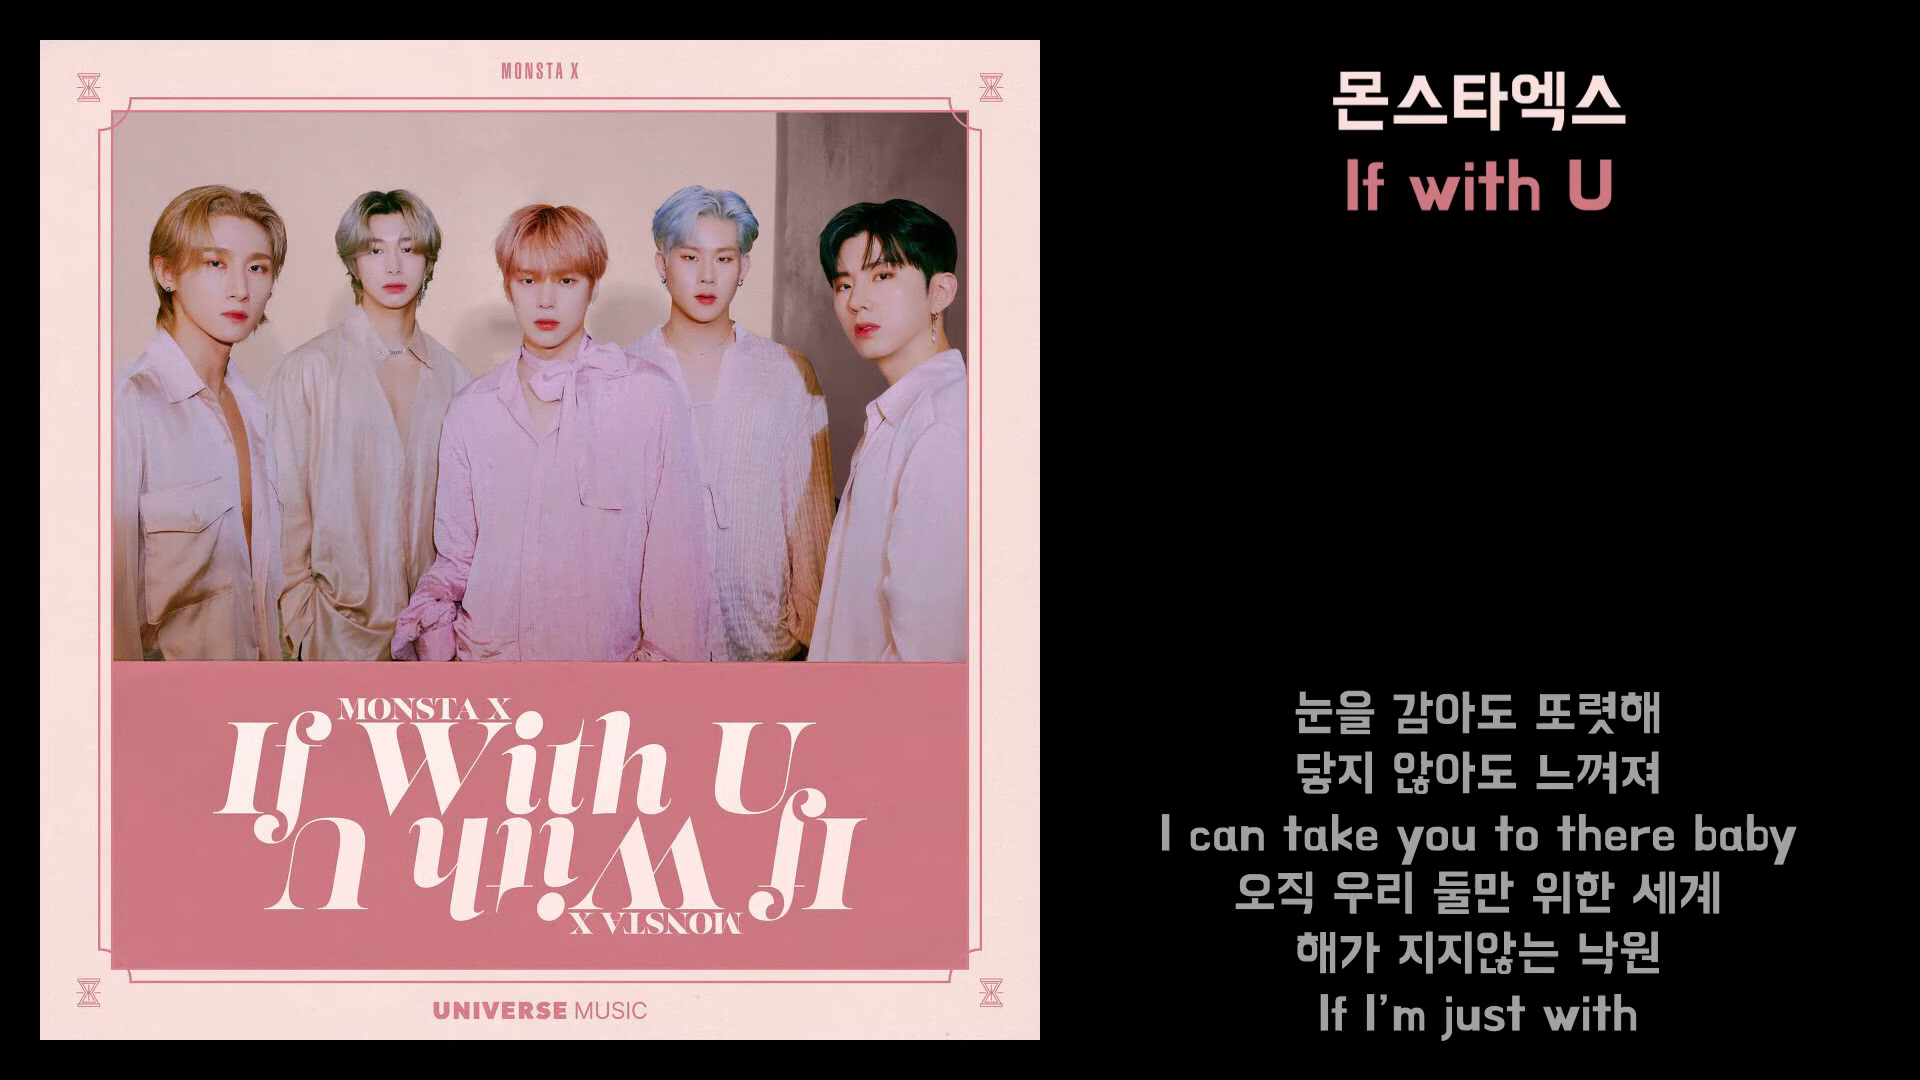 MONSTA X
MONSTA X
If With U
If With U
MONSTA X
UNIVERSE MUSIC
몬스타엑스
If with U
눈을 감아도 또렷해
닿지 않아도 느껴져
I can take you to there baby
오직 우리 둘만 위한 세계
해가 지지않는 낙원
If I'm just with